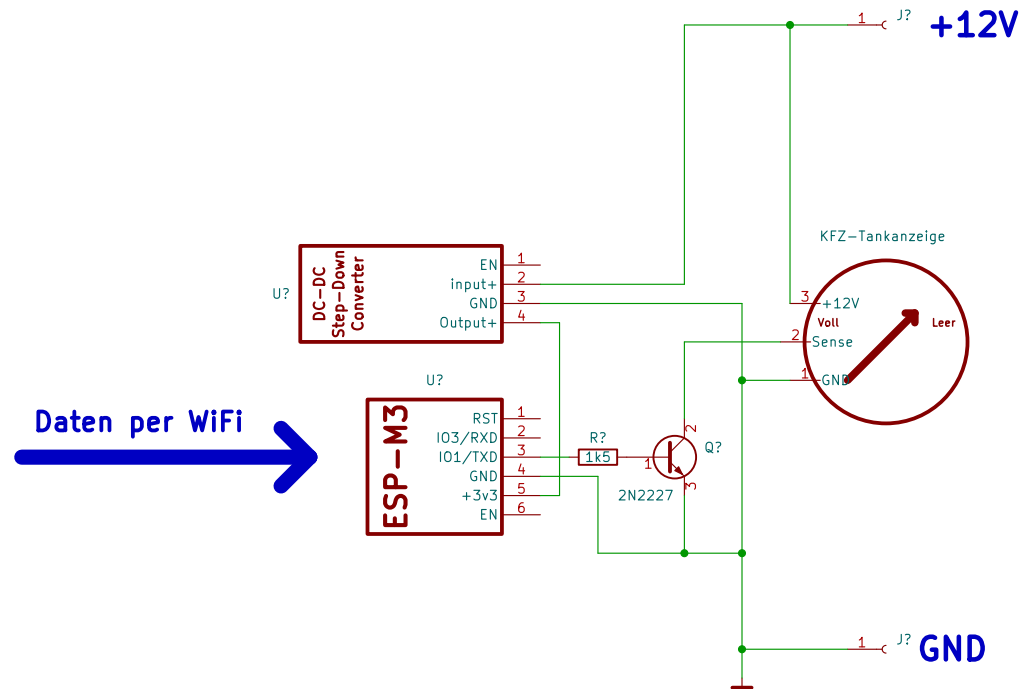 +12V
1
J?
KFZ-Tankanzeige
U?
DC-DC
Step-Down
Converter
EN 1
input+ 2
GND 3
Output+ 4
3 +12V
Voll
Leer
2 Sense
1 GND
Daten per WiFi
U?
ESP-M3
RST 1
IO3/RXD 2
IO1/TXD 3
GND 4
+3v3 5
EN 6
R?
1k5
2
1
3
Q?
2N2227
1
J?
GND